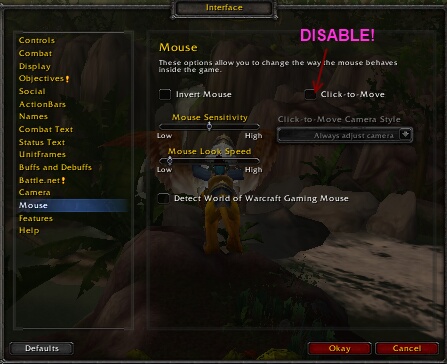 Interface
DISABLE!
Controls
Combat
Display
Objectives!
Social
ActionBars
Names
Combat Text
Status Text
UnitFrames
Buffs and Debuffs
Battle.net!
Camera
Mouse
Features
Help
Mouse
These options allow you to change the way the mouse behaves
inside the game.
Invert Mouse
Click-to-Move
Mouse Sensitivity
Low High
Click-to-Move Camera Style
Always adjust camera
Mouse Look Speed
Low High
Detect World of Warcraft Gaming Mouse
Defaults
Okay
Cancel